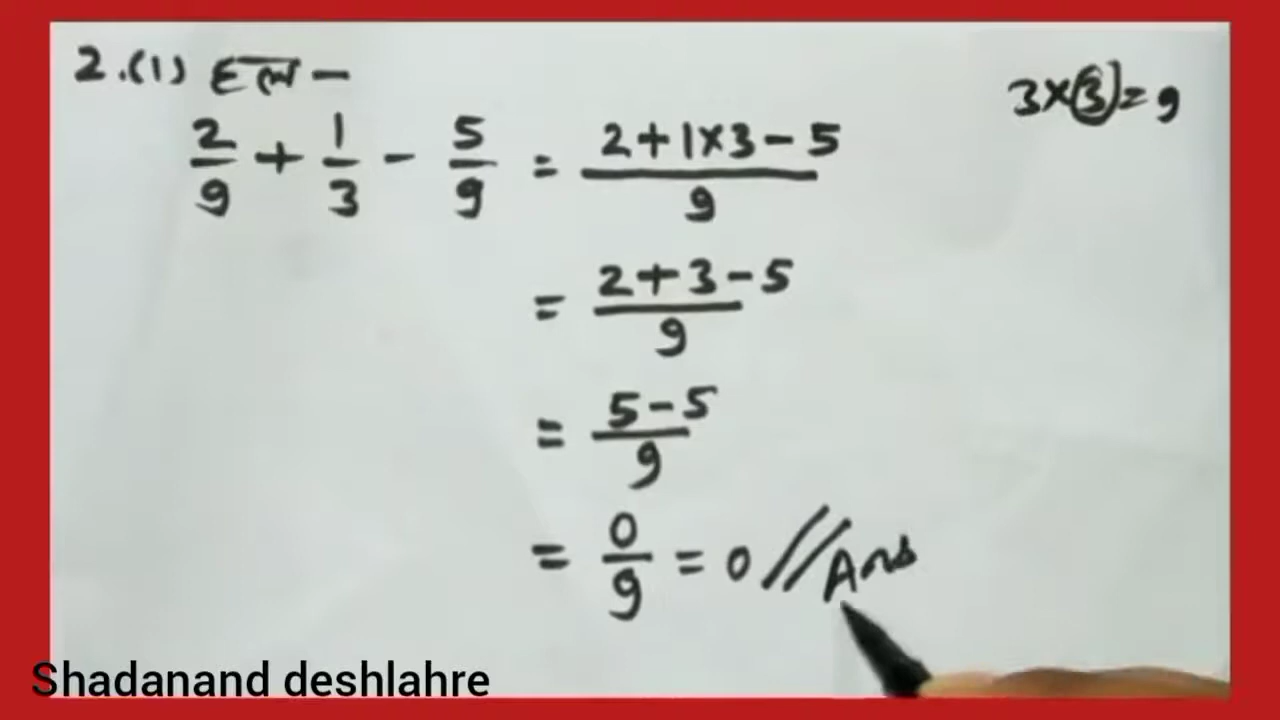 2.(1) हल -
3×3=9
2/9 + 1/3 - 5/9 = 2+1×3-5/9
= 2+3-5/9
= 5-5/9
= 0/9 = 0 // Ans
Shadanand deshlahre